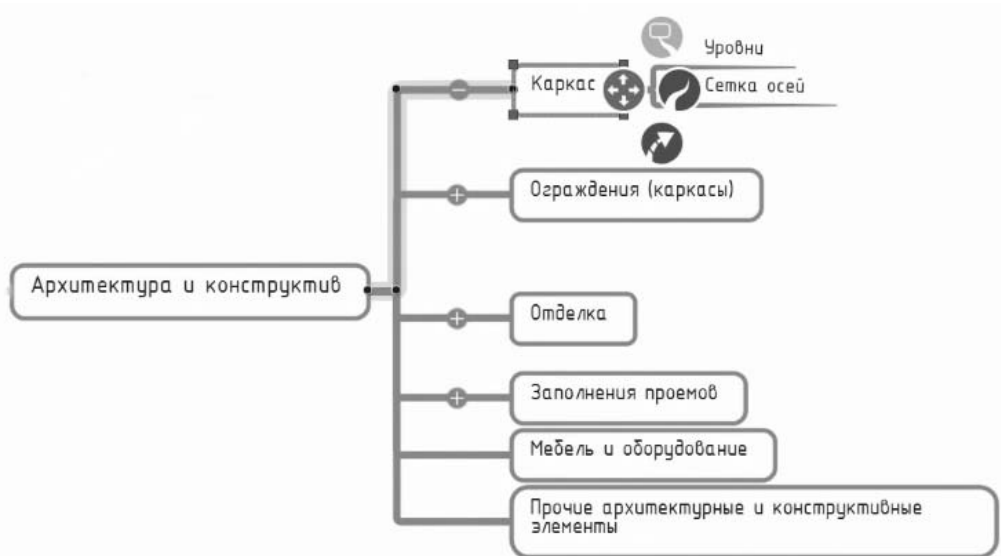 Уровни
Каркас
Сетка осей
Ограждения (каркасы)
Архитектура и конструктив
Отделка
Заполнения проемов
Мебель и оборудование
Прочие архитектурные и конструктивные
элементы